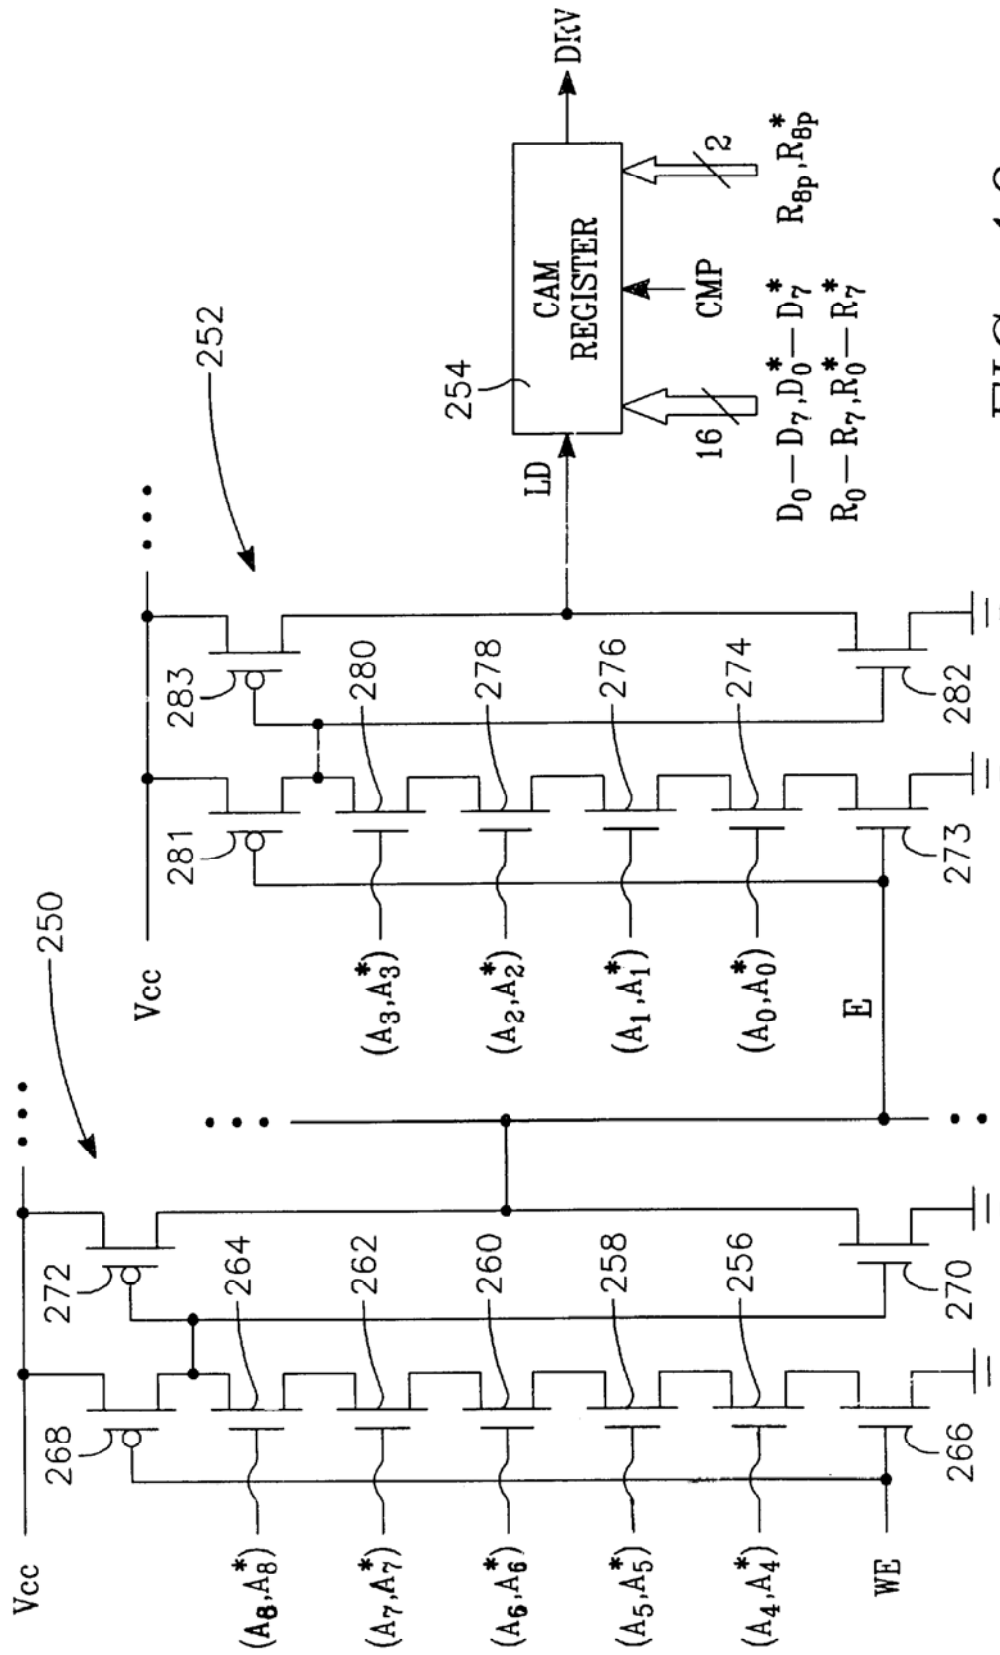 Vcc
250
272
268
264
262
260
258
256
270
266
(A8,A8*)
(A7,A7*)
(A6,A6*)
(A5,A5*)
(A4,A4*)
WE
Vcc
252
283
281
280
278
276
274
282
273
(A3,A3*)
(A2,A2*)
(A1,A1*)
(A0,A0*)
E
LD
254
CAM
REGISTER
DRV
16
CMP
2
D0—D7,D0*—D7*
R0—R7,R0*—R7*
R8p,R8p*